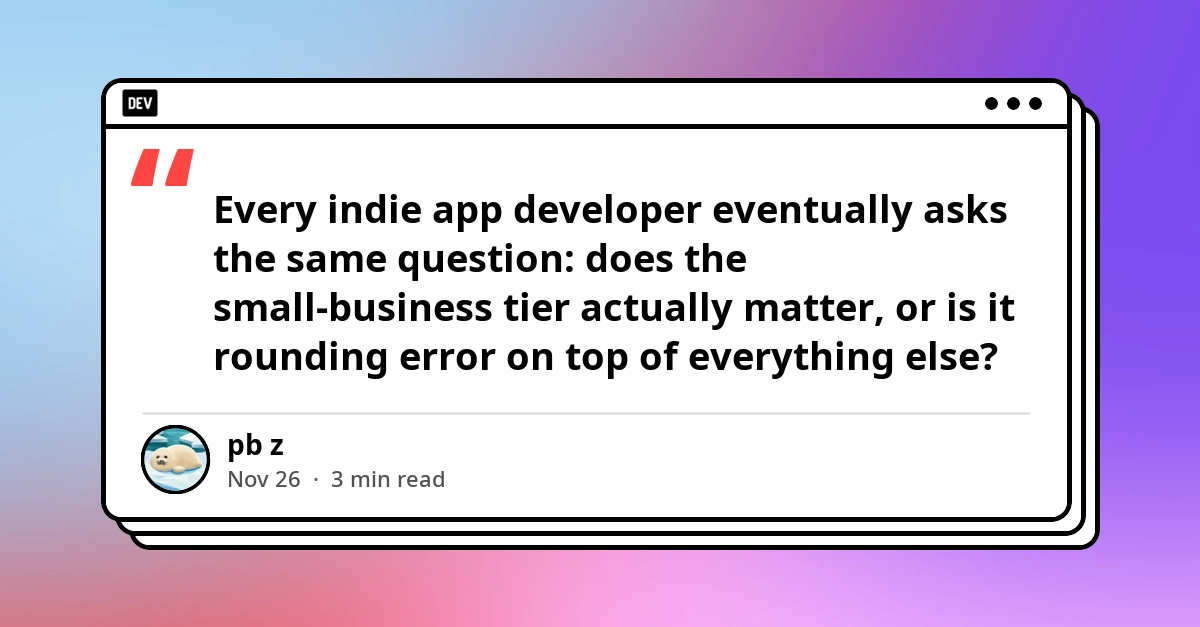 DEV
Every indie app developer eventually asks
the same question: does the
small-business tier actually matter, or is it
rounding error on top of everything else?
pb z
Nov 26 · 3 min read